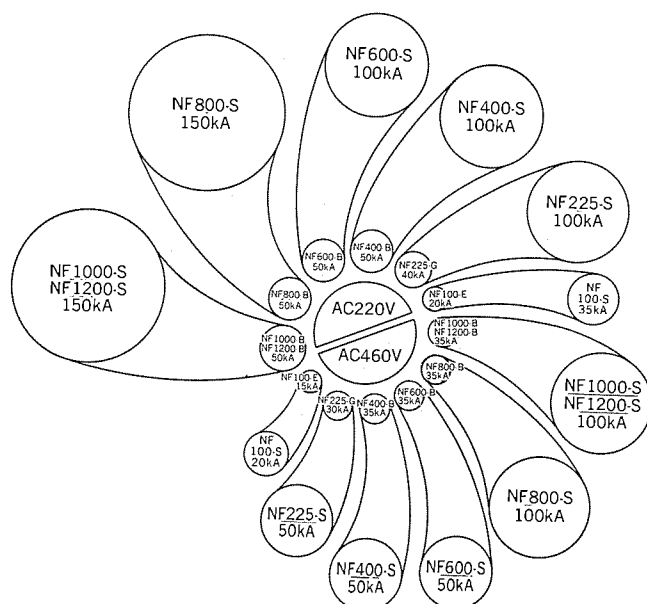 NF600-S
100kA
NF800-S
150kA
NF400-S
100kA
NF225-S
100kA
NF1000-S
NF1200-S
150kA
NF600-B
50kA
NF400-B
50kA
NF225-G
40kA
NF800-B
50kA
NF100-E
20kA
NF
100-S
35kA
AC220V
AC460V
NF1000-B
NF1200-B
50kA
NF1000-B
NF1200-B
35kA
NF100-E
15kA
NF225-G
30kA
NF400-B
35kA
NF600-B
35kA
NF800-B
35kA
NF1000-S
NF1200-S
100kA
NF
100-S
20kA
NF225-S
50kA
NF400-S
50kA
NF600-S
50kA
NF800-S
100kA